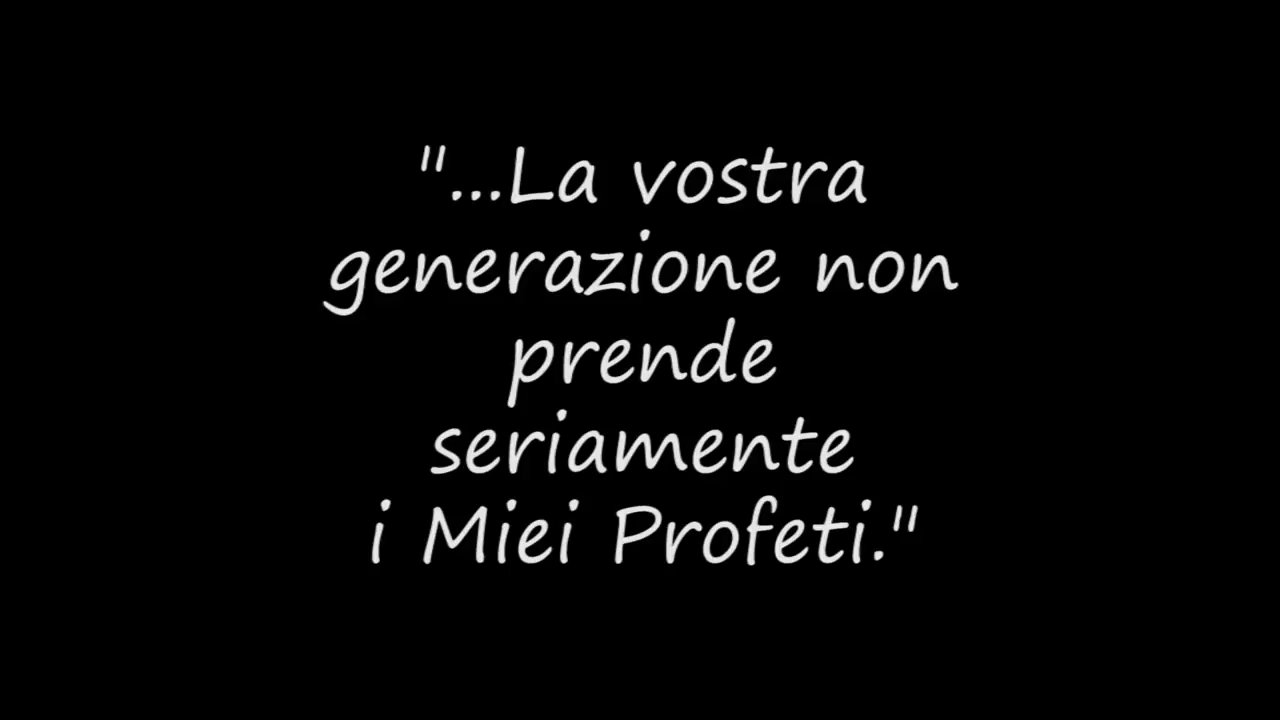 "...La vostra
generazione non
prende
seriamente
i Miei Profeti."